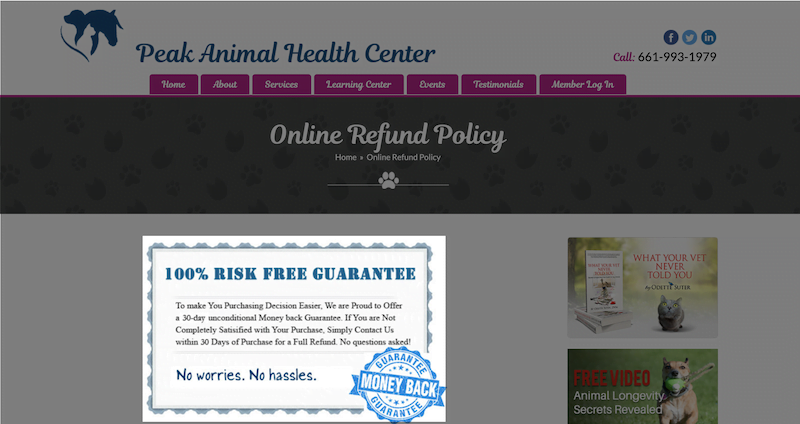 Peak Animal Health Center
Call: 661-993-1979
Home About Services Learning Center Events Testimonials Member Log In
Online Refund Policy
Home » Online Refund Policy
100% RISK FREE GUARANTEE
To make You Purchasing Decision Easier, We are Proud to Offer
a 30-day unconditional Money back Guarantee. If You are Not
Completely Satisified with Your Purchase, Simply Contact Us
within 30 Days of Purchase for a Full Refund. No questions asked!
No worries. No hassles.
GUARANTEE
MONEY BACK
GUARANTEE
WHAT YOUR VET
NEVER
TOLD YOU
By ODETTE SUTER
FREE VIDEO
Animal Longevity
Secrets Revealed